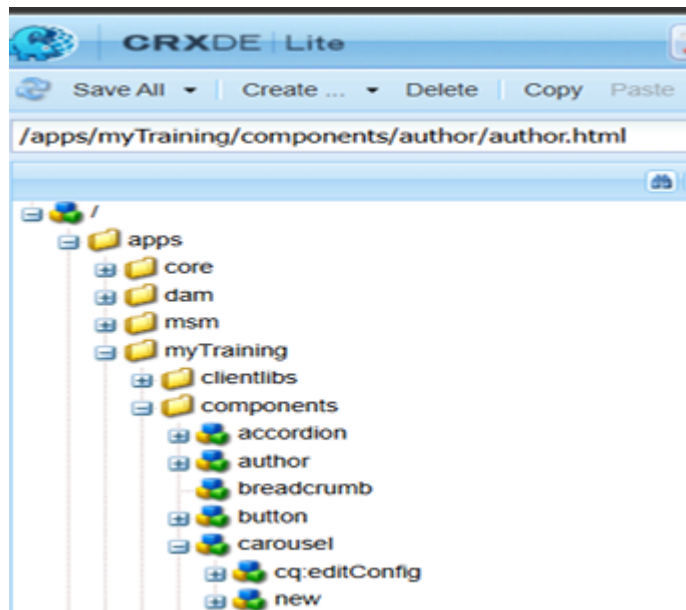 CRXDE | Lite
Save All Create ... Delete Copy Paste
/apps/myTraining/components/author/author.html
/
apps
core
dam
msm
myTraining
clientlibs
components
accordion
author
breadcrumb
button
carousel
cq:editConfig
new